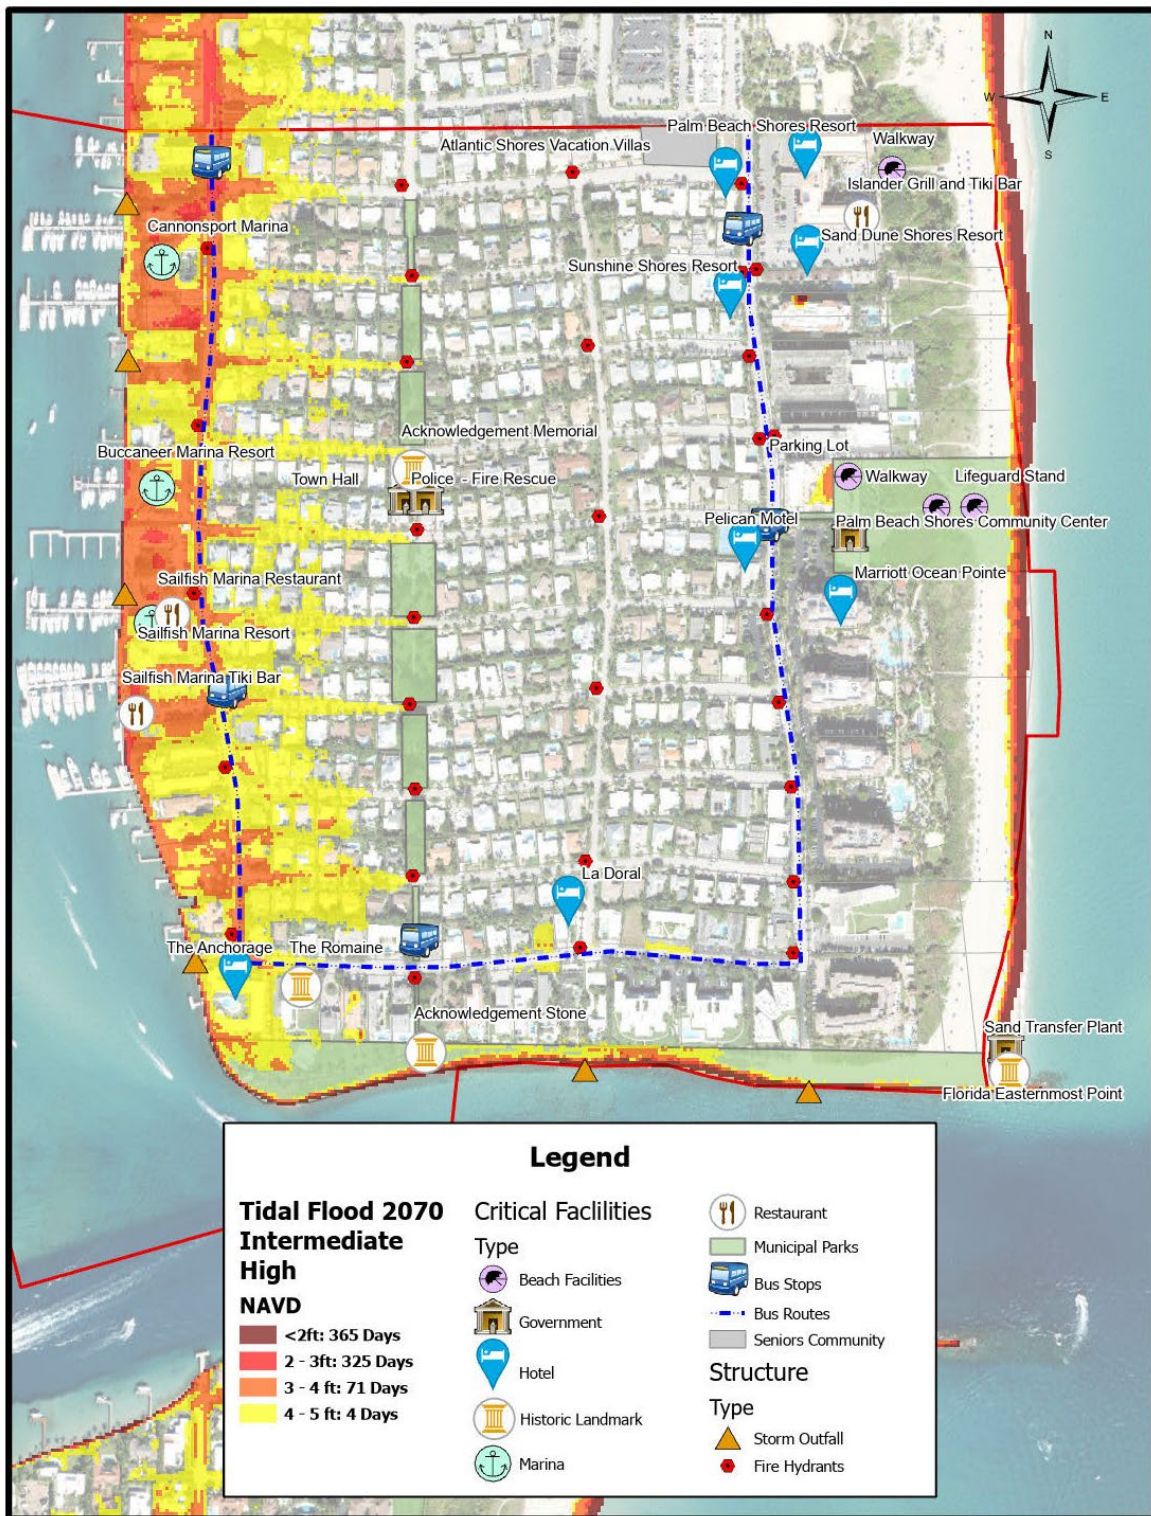 N
W
E
S
Palm Beach Shores Resort
Walkway
Atlantic Shores Vacation Villas
Islander Grill and Tiki Bar
Cannonsport Marina
Sand Dune Shores Resort
Sunshine Shores Resort
Acknowledgement Memorial
Parking Lot
Buccaneer Marina Resort
Town Hall
Police - Fire Rescue
Walkway
Lifeguard Stand
Pelican Motel
Palm Beach Shores Community Center
Sailfish Marina Restaurant
Marriott Ocean Pointe
Sailfish Marina Resort
Sailfish Marina Tiki Bar
La Doral
The Anchorage
The Romaine
Acknowledgement Stone
Sand Transfer Plant
Florida Easternmost Point
Legend
Tidal Flood 2070
Intermediate
High
NAVD
<2ft: 365 Days
2 - 3ft: 325 Days
3 - 4 ft: 71 Days
4 - 5 ft: 4 Days
Critical Faclilities
Type
Beach Facilities
Government
Hotel
Historic Landmark
Marina
Restaurant
Municipal Parks
Bus Stops
Bus Routes
Seniors Community
Structure
Type
Storm Outfall
Fire Hydrants